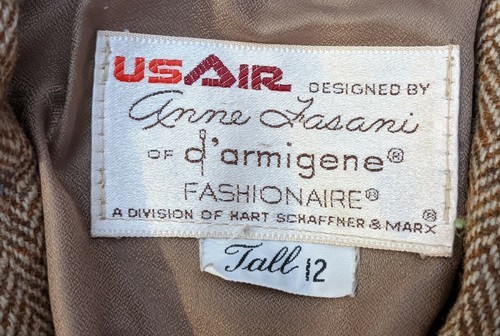 USAIR DESIGNED BY
Anne Fasani
OF d'armigene®
FASHIONAIRE®
A DIVISION OF HART SCHAFFNER & MARX ®
Tall 12